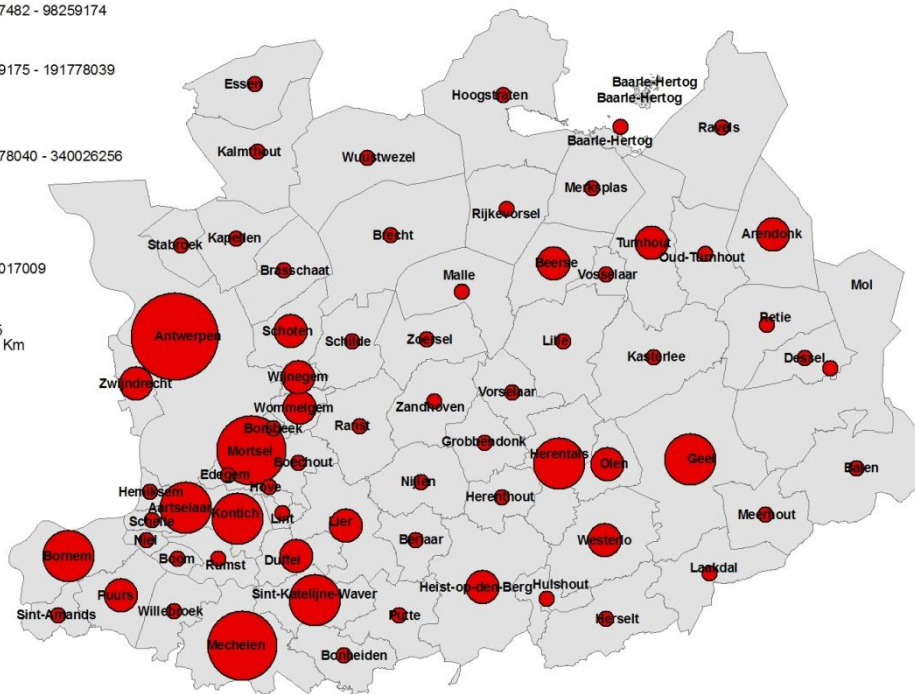 7482 - 98259174
Essen
Hoogstraten
9175 - 191778039
Baarle-Hertog
Baarle-Hertog
Baarle-Hertog
Ravels
Kalmthout
Wuustwezel
78040 - 340026256
Merksplas
Rijkevorsel
Stabroek
Kapellen
Brecht
Turnhout
Arendonk
Oud-Turnhout
Beerse
Vosselaar
017009
Brasschaat
Malle
Mol
Antwerpen
Schoten
Schilde
Zoersel
Lille
Retie
Km
Kasterlee
Dessel
Zwijndrecht
Wijnegem
Vorselaar
Wommelgem
Zandhoven
Borsbeek
Ranst
Grobbendonk
Mortsel
Boechout
Herentals
Olen
Geel
Balen
Edegem
Hove
Nijlen
Hemiksem
Herenthout
Aartselaar
Kontich
Lint
Lier
Meerhout
Schelle
Niel
Berlaar
Westerlo
Bornem
Boom
Rumst
Duffel
Laakdal
Puurs
Sint-Katelijne-Waver
Heist-op-den-Berg
Hulshout
Sint-Amands
Willebroek
Putte
Herselt
Mechelen
Bonheiden